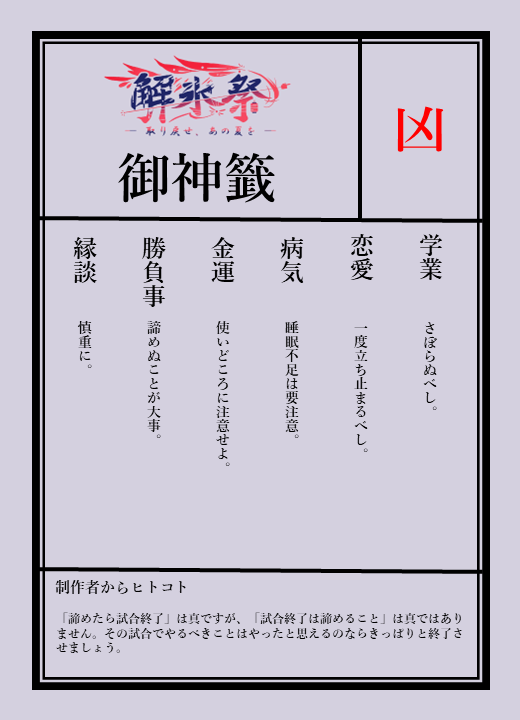 解氷祭
取り戻せ、あの夏を
御神籤
凶
学業
さぼらぬべし。
恋愛
一度立ち止まるべし。
病気
睡眠不足は要注意。
金運
使いどころに注意せよ。
勝負事
諦めぬことが大事。
縁談
慎重に。
制作者からヒトコト
「諦めたら試合終了」は真ですが、「試合終了は諦めること」は真ではあり
ません。その試合でやるべきことはやったと思えるのならきっぱりと終了さ
せましょう。